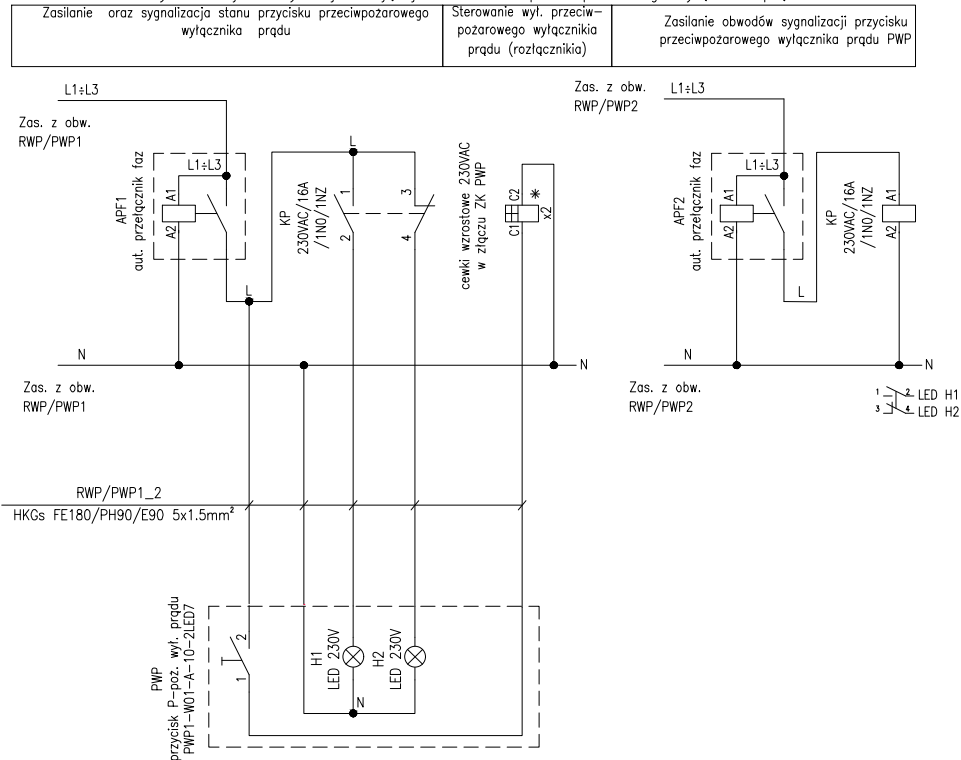 Zasilanie oraz sygnalizacja stanu przycisku przeciwpożarowego
wyłącznika prądu
Sterowanie wył. przeciw–
pożarowego wyłącznikia
prądu (rozłącznikia)
Zasilanie obwodów sygnalizacji przycisku
przeciwpożarowego wyłącznika prądu PWP
L1÷L3
Zas. z obw.
RWP/PWP1
APF1
aut. przełącznik faz
L1÷L3
A1
A2
L
L
KP
230VAC/16A
/1NO/1NZ
1
2
3
4
cewki wzrostowe 230VAC
w złączu ZK PWP
C1
C2
*
x2
N
N
Zas. z obw.
RWP/PWP1
Zas. z obw.
RWP/PWP2
L1÷L3
APF2
aut. przełącznik faz
L1÷L3
A1
A2
L
KP
230VAC/16A
/1NO/1NZ
A1
A2
N
N
Zas. z obw.
RWP/PWP2
1 2 LED H1
3 4 LED H2
RWP/PWP1_2
HKGs FE180/PH90/E90 5x1.5mm²
PWP
przycisk P–poż. wył. prądu
PWP1–W01–A–10–2LED7
1
2
H1
LED 230V
H2
LED 230V
N